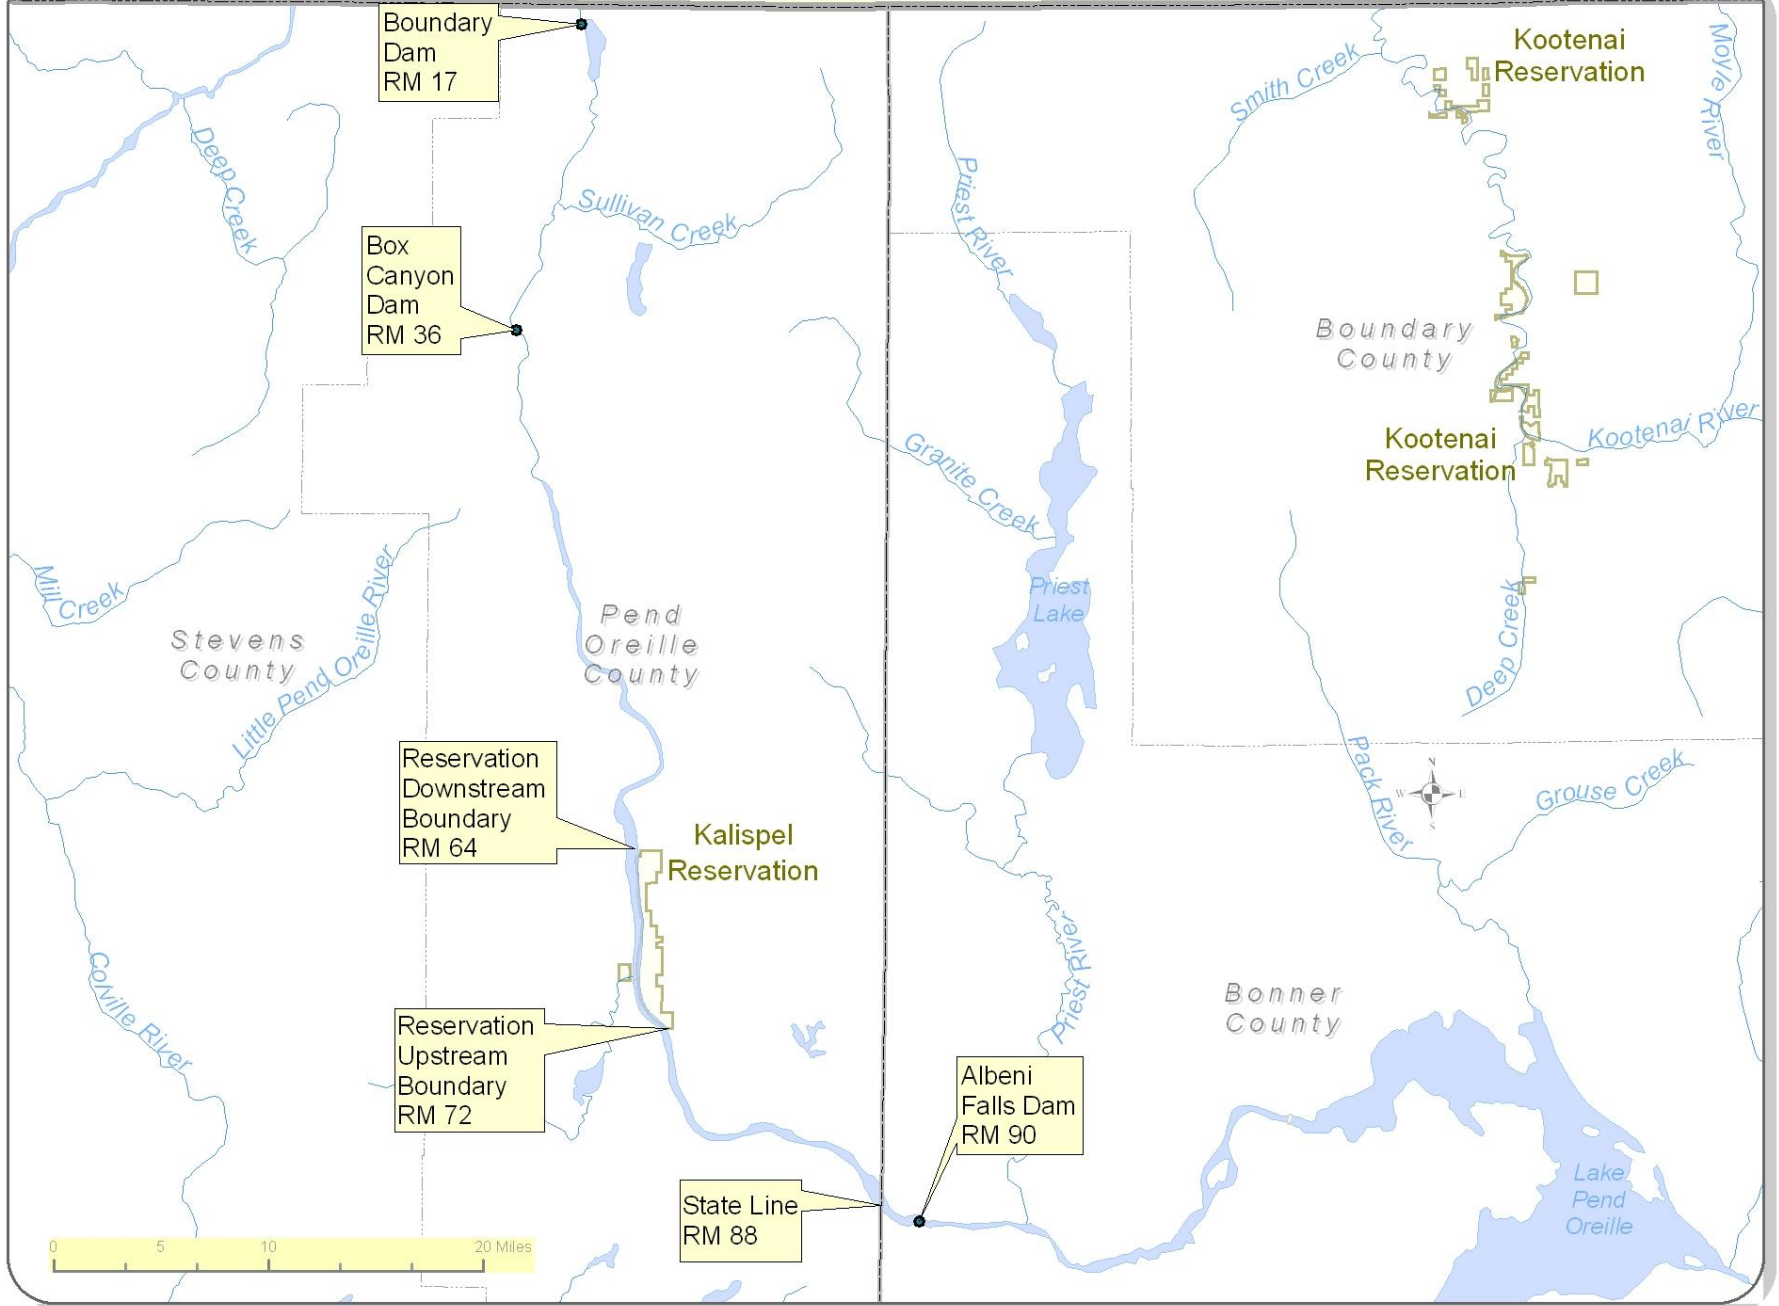 Boundary
Dam
RM 17
Kootenai
Reservation
Smith Creek
Moyie River
Deep Creek
Priest River
Sullivan Creek
Box
Canyon
Dam
RM 36
Boundary
County
Kootenai River
Kootenai
Reservation
Granite Creek
Mill Creek
Little Pend Oreille River
Stevens
County
Pend
Oreille
County
Priest
Lake
Deep Creek
Reservation
Downstream
Boundary
RM 64
Kalispel
Reservation
Pack River
N
W E
S
Grouse Creek
Colville River
Priest River
Bonner
County
Reservation
Upstream
Boundary
RM 72
Albeni
Falls Dam
RM 90
State Line
RM 88
Lake
Pend
Oreille
0 5 10 20 Miles